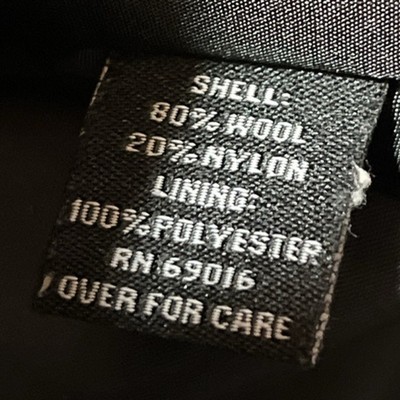 SHELL:
80% WOOL
20% NYLON
LINING:
100% POLYESTER
RN.69016
OVER FOR CARE